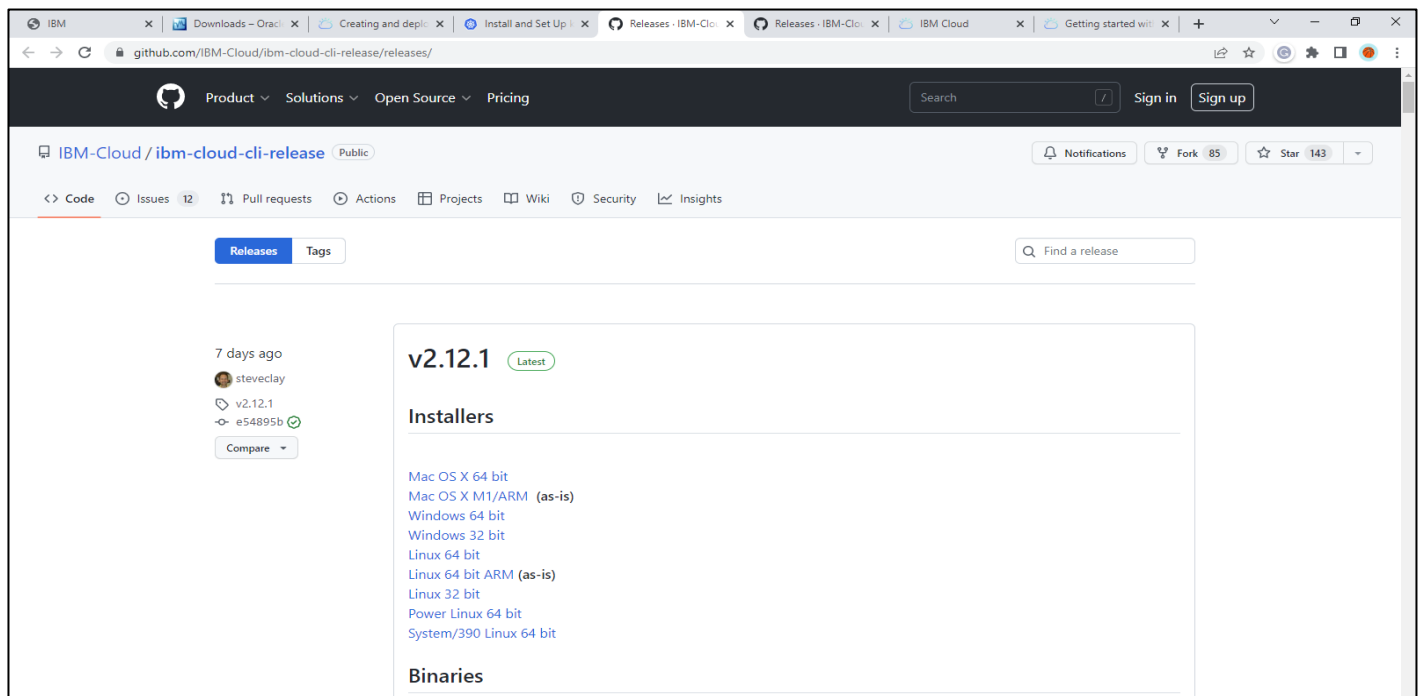 IBM
Downloads – Oracl
Creating and deplo
Install and Set Up k
Releases · IBM-Clou
Releases · IBM-Clou
IBM Cloud
Getting started with
github.com/IBM-Cloud/ibm-cloud-cli-release/releases/
Product Solutions Open Source Pricing
Search /
Sign in Sign up
IBM-Cloud / ibm-cloud-cli-release Public
Notifications Fork 85 Star 143
<> Code Issues 12 Pull requests Actions Projects Wiki Security Insights
Releases Tags
Find a release
7 days ago
steveclay
v2.12.1
e54895b
Compare
v2.12.1 Latest
Installers
Mac OS X 64 bit
Mac OS X M1/ARM (as-is)
Windows 64 bit
Windows 32 bit
Linux 64 bit
Linux 64 bit ARM (as-is)
Linux 32 bit
Power Linux 64 bit
System/390 Linux 64 bit
Binaries